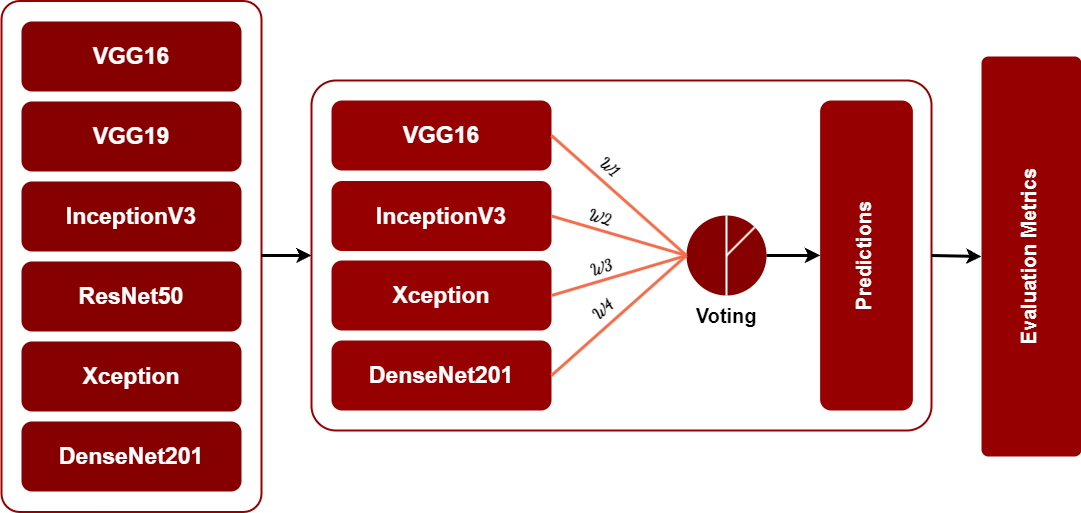 VGG16
VGG19
InceptionV3
ResNet50
Xception
DenseNet201
VGG16
InceptionV3
Xception
DenseNet201
w1
w2
w3
w4
Voting
Predictions
Evaluation Metrics